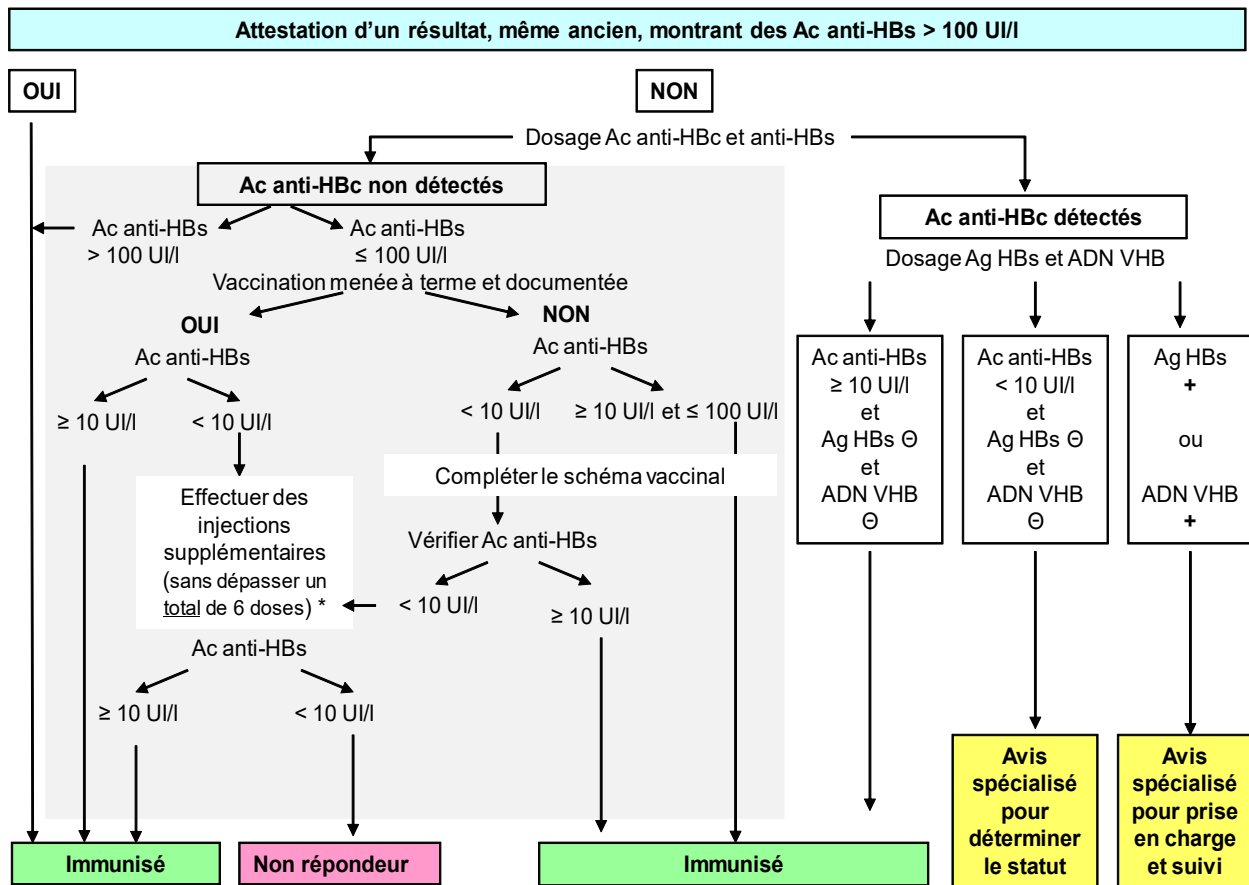 Attestation d'un résultat, même ancien, montrant des Ac anti-HBs > 100 UI/l
OUI
NON
Dosage Ac anti-HBc et anti-HBs
Ac anti-HBc non détectés
Ac anti-HBs
> 100 UI/l
Ac anti-HBs
≤ 100 UI/l
Vaccination menée à terme et documentée
OUI
Ac anti-HBs
≥ 10 UI/l
< 10 UI/l
NON
Ac anti-HBs
< 10 UI/l
≥ 10 UI/l et ≤ 100 UI/l
Effectuer des
injections
supplémentaires
(sans dépasser un
total de 6 doses) *
Compléter le schéma vaccinal
Vérifier Ac anti-HBs
< 10 UI/l
≥ 10 UI/l
Ac anti-HBs
≥ 10 UI/l
< 10 UI/l
Ac anti-HBc détectés
Dosage Ag HBs et ADN VHB
Ac anti-HBs
≥ 10 UI/l
et
Ag HBs Θ
et
ADN VHB
Θ
Ac anti-HBs
< 10 UI/l
et
Ag HBs Θ
et
ADN VHB
Θ
Ag HBs
+
ou
ADN VHB
+
Immunisé
Non répondeur
Immunisé
Avis
spécialisé
pour
déterminer
le statut
Avis
spécialisé
pour prise
en charge
et suivi